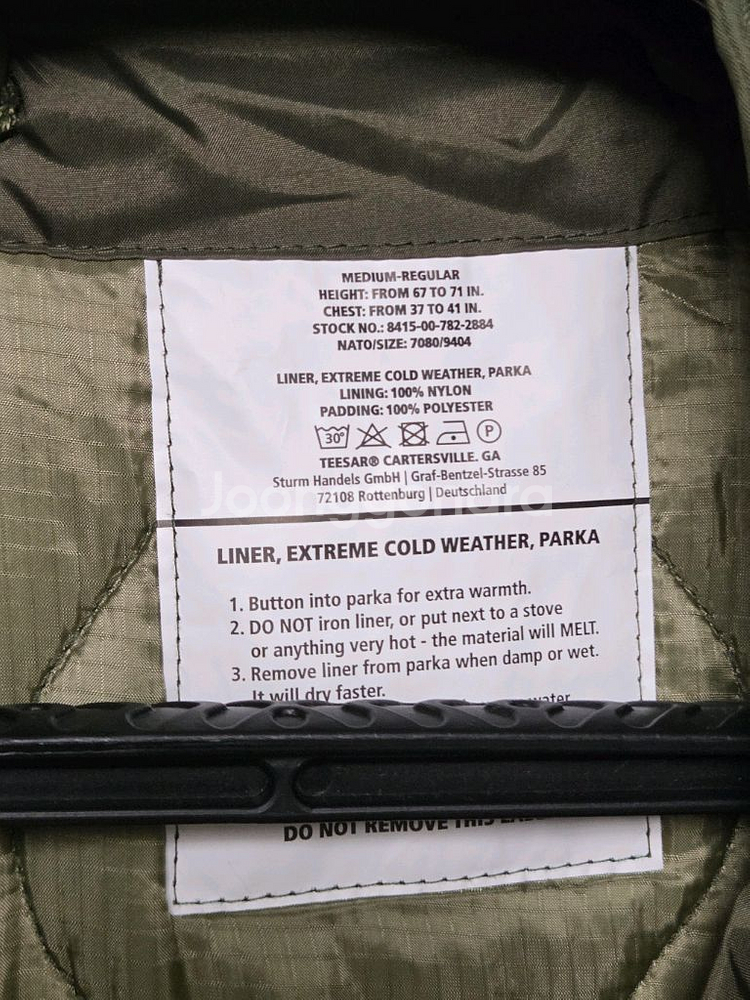 MEDIUM-REGULAR
HEIGHT: FROM 67 TO 71 IN.
CHEST: FROM 37 TO 41 IN.
STOCK NO.: 8415-00-782-2884
NATO/SIZE: 7080/9404
LINER, EXTREME COLD WEATHER, PARKA
LINING: 100% NYLON
PADDING: 100% POLYESTER
30° P
TEESAR® CARTERSVILLE. GA
Sturm Handels GmbH | Graf-Bentzel-Strasse 85
72108 Rottenburg | Deutschland
Joonggonara
LINER, EXTREME COLD WEATHER, PARKA
1. Button into parka for extra warmth.
2. DO NOT iron liner, or put next to a stove
or anything very hot - the material will MELT.
3. Remove liner from parka when damp or wet.
It will dry faster.
water
DO NOT REMOVE THIS